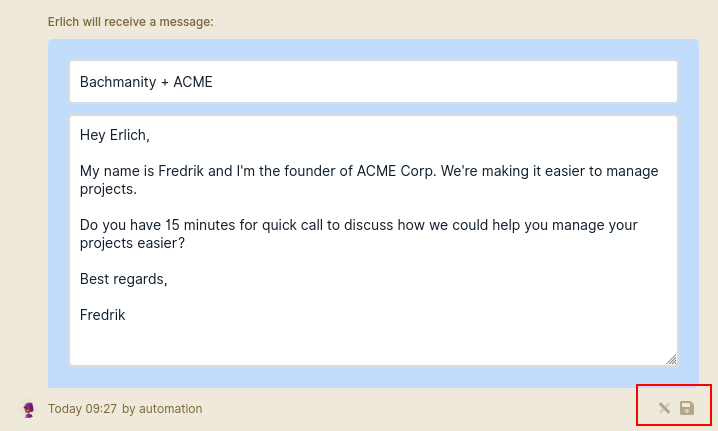 Erlich will receive a message:
Bachmanity + ACME
Hey Erlich,
My name is Fredrik and I'm the founder of ACME Corp. We're making it easier to manage
projects.
Do you have 15 minutes for quick call to discuss how we could help you manage your
projects easier?
Best regards,
Fredrik
Today 09:27 by automation